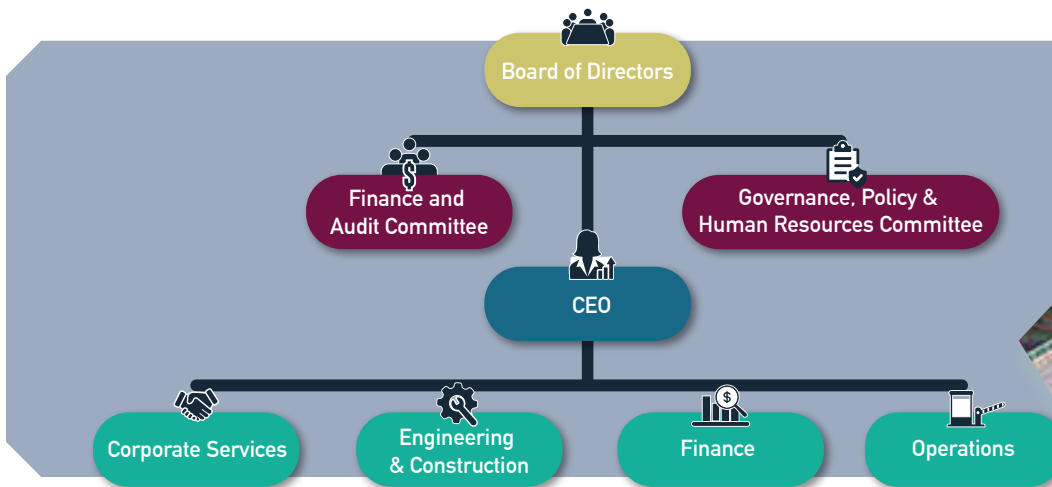 Board of Directors
Finance and
Audit Committee
Governance, Policy &
Human Resources Committee
CEO
Corporate Services
Engineering
& Construction
$
Finance
Operations